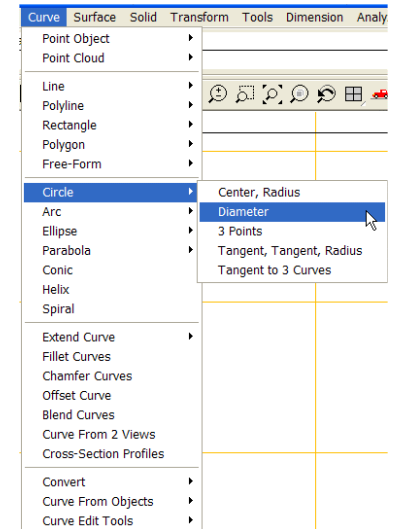 Curve Surface Solid Transform Tools Dimension Analy
Point Object
Point Cloud
Line
Polyline
Rectangle
Polygon
Free-Form
Circle
Arc
Ellipse
Parabola
Conic
Helix
Spiral
Center, Radius
Diameter
3 Points
Tangent, Tangent, Radius
Tangent to 3 Curves
Extend Curve
Fillet Curves
Chamfer Curves
Offset Curve
Blend Curves
Curve From 2 Views
Cross-Section Profiles
Convert
Curve From Objects
Curve Edit Tools